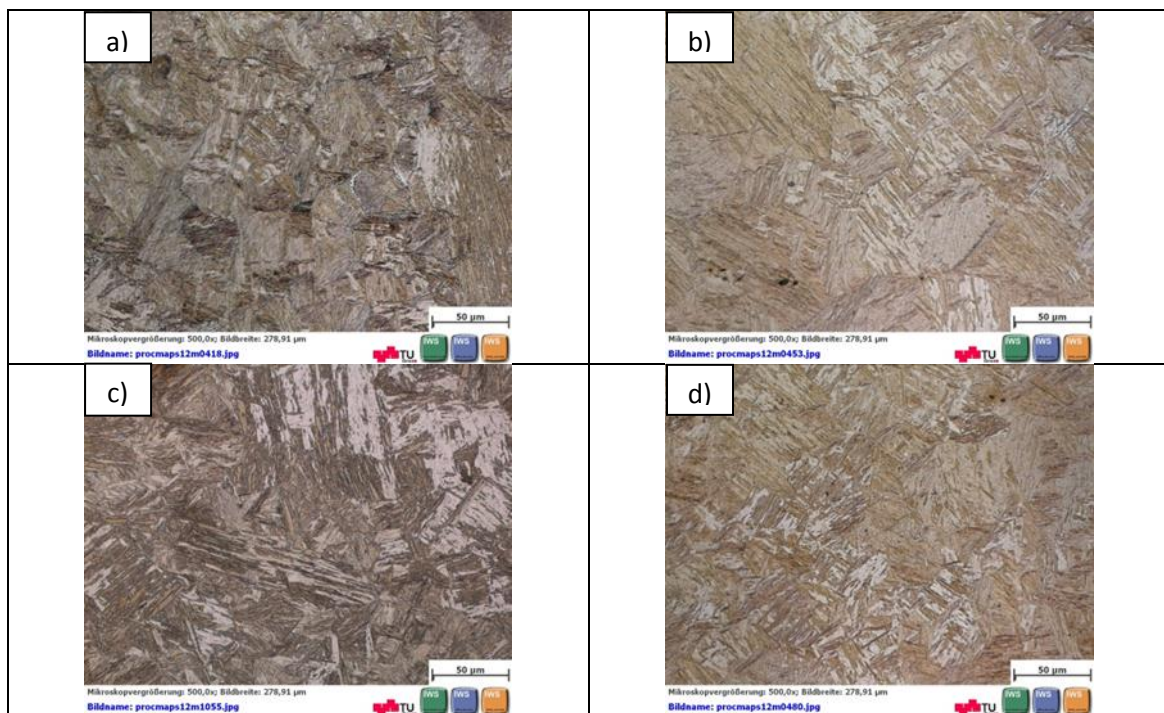 a)
Mikroskopvergrößerung: 500,0x; Bildbreite: 278,91 µm
Bildname: procmaps12m0418.jpg
50 µm
TU
IWS
IWS
IWS
b)
Mikroskopvergrößerung: 500,0x; Bildbreite: 278,91 µm
Bildname: procmaps12m0453.jpg
50 µm
TU
IWS
IWS
IWS
c)
Mikroskopvergrößerung: 500,0x; Bildbreite: 278,91 µm
Bildname: procmaps12m1055.jpg
50 µm
TU
IWS
IWS
IWS
d)
Mikroskopvergrößerung: 500,0x; Bildbreite: 278,91 µm
Bildname: procmaps12m0480.jpg
50 µm
TU
IWS
IWS
IWS